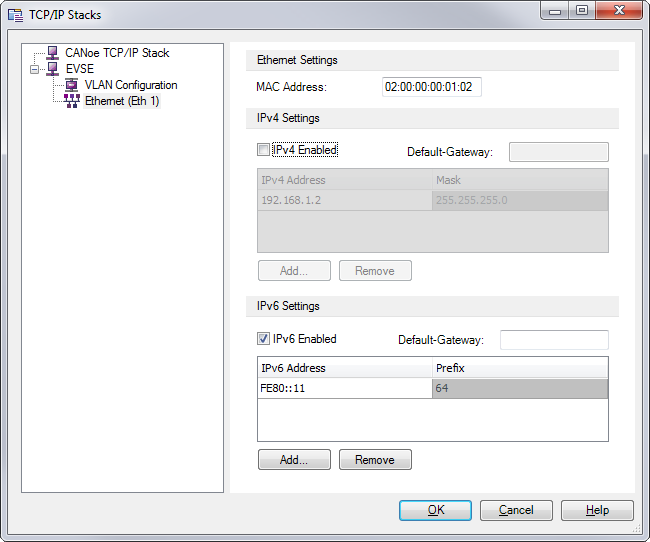 TCP/IP Stacks
CANoe TCP/IP Stack
EVSE
VLAN Configuration
Ethernet (Eth 1)
Ethernet Settings
MAC Address: 02:00:00:00:01:02
IPv4 Settings
IPv4 Enabled Default-Gateway:
IPv4 Address Mask
192.168.1.2 255.255.255.0
Add... Remove
IPv6 Settings
IPv6 Enabled Default-Gateway:
IPv6 Address Prefix
FE80::11 64
Add... Remove
OK Cancel Help